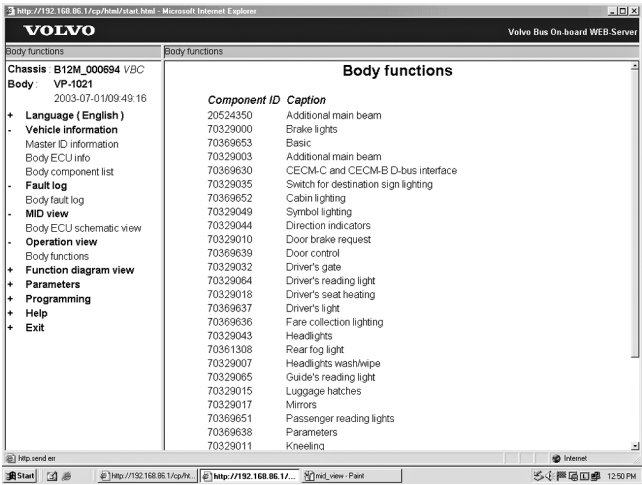 http://192.168.86.1/cp/html/start.html - Microsoft Internet Explorer
VOLVO
Volvo Bus On-board WEB-Server
Body functions
Body functions
Chassis : B12M_000694 VBC
Body : VP-1021
2003-07-01/09:49:16
+ Language ( English )
- Vehicle information
Master ID information
Body ECU info
Body component list
- Fault log
Body fault log
- MID view
Body ECU schematic view
- Operation view
Body functions
+ Function diagram view
+ Parameters
+ Programming
+ Help
+ Exit
Body functions
Component ID Caption
20524350 Additional main beam
70329000 Brake lights
70369653 Basic
70329003 Additional main beam
70369630 CECM-C and CECM-B D-bus interface
70329035 Switch for destination sign lighting
70369652 Cabin lighting
70329049 Symbol lighting
70329044 Direction indicators
70329010 Door brake request
70369639 Door control
70329032 Driver's gate
70329064 Driver's reading light
70329018 Driver's seat heating
70369637 Driver's light
70369636 Fare collection lighting
70329043 Headlights
70361308 Rear fog light
70329007 Headlights wash/wipe
70329065 Guide's reading light
70329015 Luggage hatches
70329017 Mirrors
70369651 Passenger reading lights
70369638 Parameters
70329011 Kneeling
http.send err
Internet
Start
http://192.168.86.1/cp/ht...
http://192.168.86.1/...
mid_view - Paint
12:50 PM